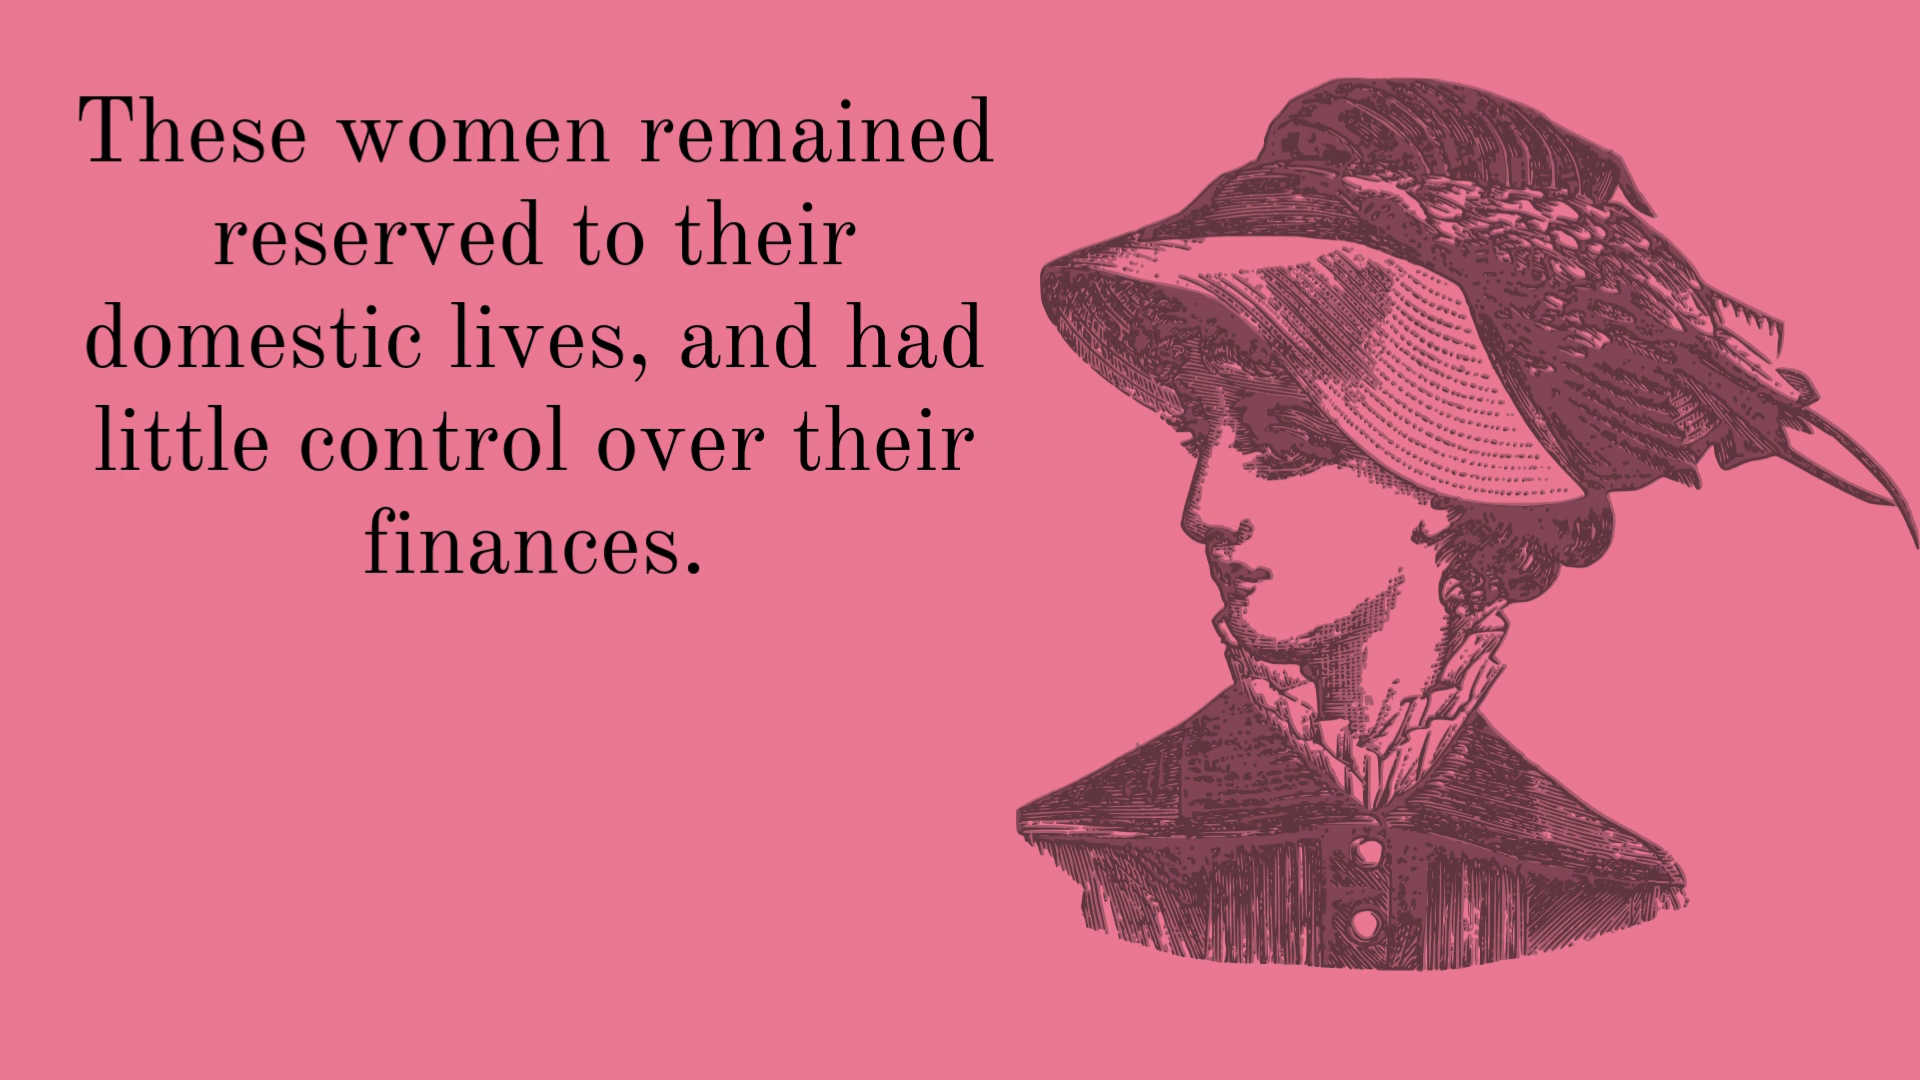 These women remained
reserved to their
domestic lives, and had
little control over their
finances.